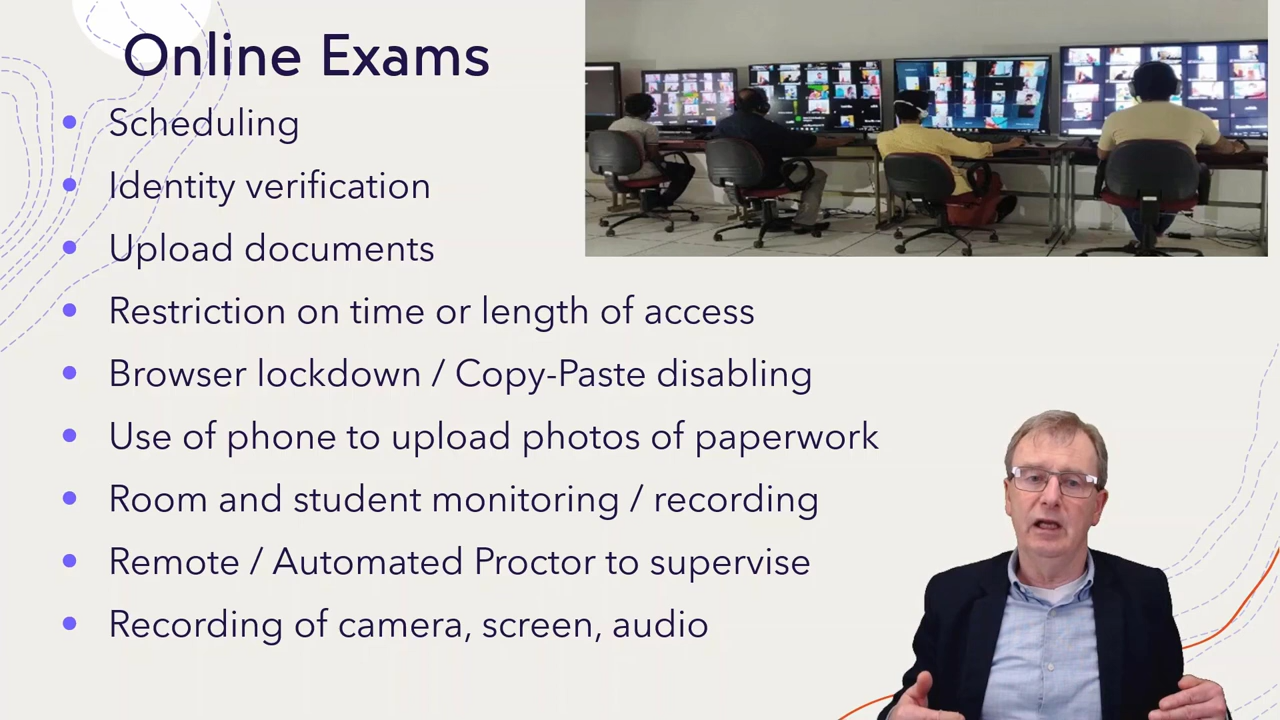 Online Exams
Scheduling
Identity verification
Upload documents
Restriction on time or length of access
Browser lockdown / Copy-Paste disabling
Use of phone to upload photos of paperwork
Room and student monitoring / recording
Remote / Automated Proctor to supervise
Recording of camera, screen, audio